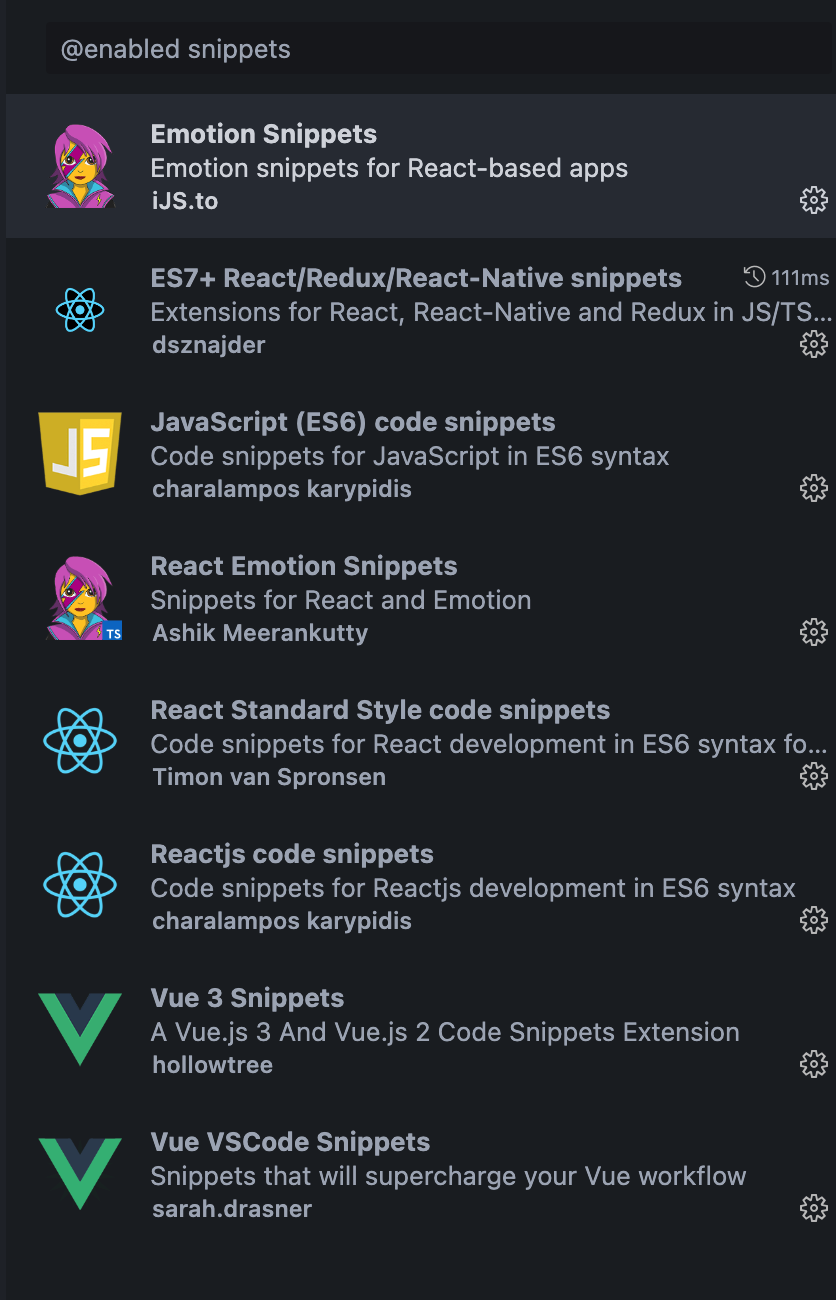 @enabled snippets
Emotion Snippets
Emotion snippets for React-based apps
iJS.to
ES7+ React/Redux/React-Native snippets 111ms
Extensions for React, React-Native and Redux in JS/TS...
dsznajder
JS
JavaScript (ES6) code snippets
Code snippets for JavaScript in ES6 syntax
charalampos karypidis
React Emotion Snippets
Snippets for React and Emotion
TS
Ashik Meerankutty
React Standard Style code snippets
Code snippets for React development in ES6 syntax fo...
Timon van Spronsen
Reactjs code snippets
Code snippets for Reactjs development in ES6 syntax
charalampos karypidis
Vue 3 Snippets
A Vue.js 3 And Vue.js 2 Code Snippets Extension
hollowtree
Vue VSCode Snippets
Snippets that will supercharge your Vue workflow
sarah.drasner